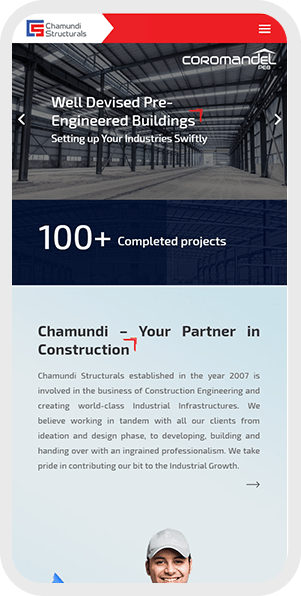 Chamundi
Structurals
COROMANDEL
PEB
Well Devised Pre-
Engineered Buildings
Setting up Your Industries Swiftly
100+ Completed projects
Chamundi – Your Partner in
Construction
Chamundi Structurals established in the year 2007 is
involved in the business of Construction Engineering and
creating world-class Industrial Infrastructures. We
believe working in tandem with all our clients from
ideation and design phase, to developing, building and
handing over with an ingrained professionalism. We take
pride in contributing our bit to the Industrial Growth.